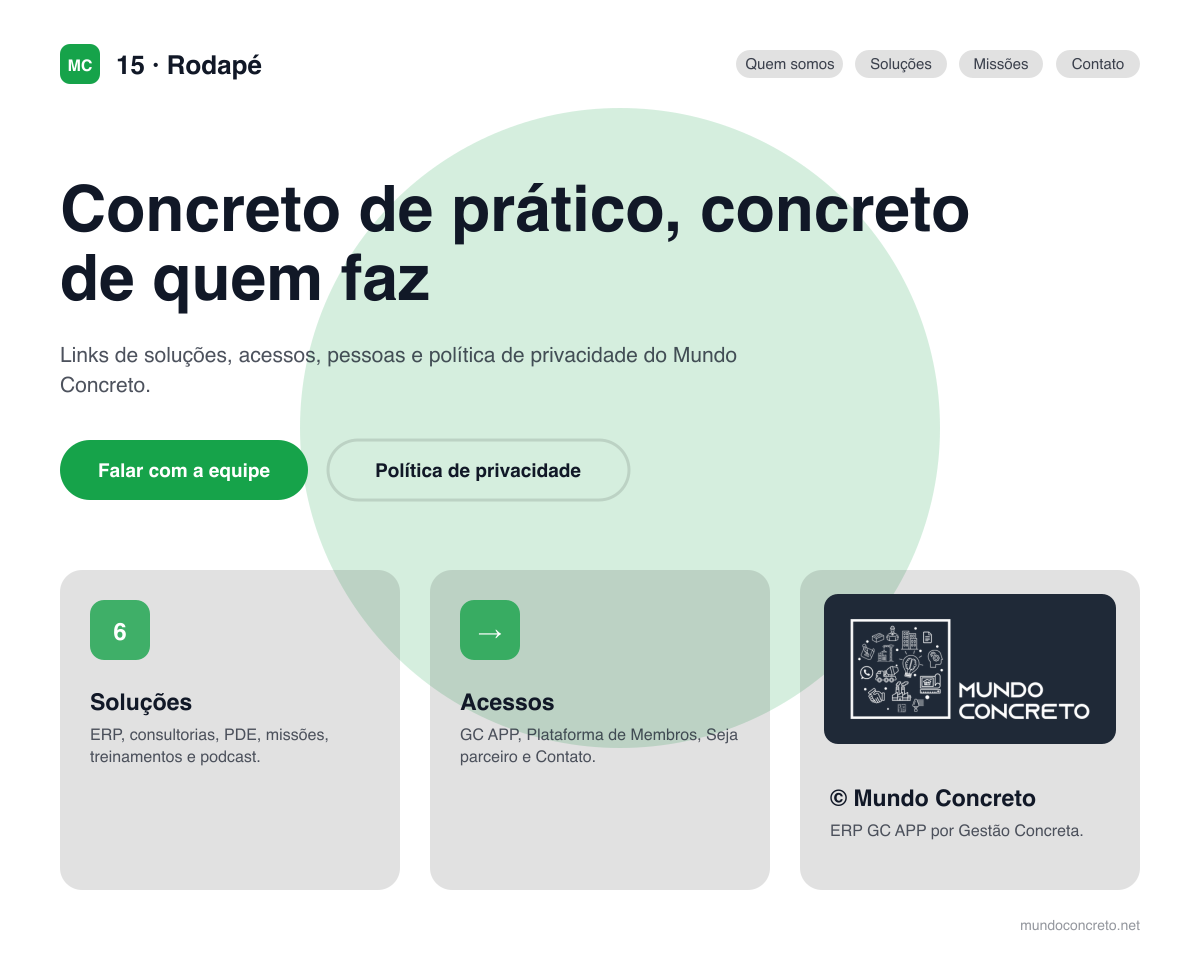 MC
15 · Rodapé
Quem somos
Soluções
Missões
Contato
Concreto de prático, concreto
de quem faz
Links de soluções, acessos, pessoas e política de privacidade do Mundo
Concreto.
Falar com a equipe
Política de privacidade
6
Soluções
ERP, consultorias, PDE, missões,
treinamentos e podcast.
→
Acessos
GC APP, Plataforma de Membros, Seja
parceiro e Contato.
MUNDO
CONCRETO
© Mundo Concreto
ERP GC APP por Gestão Concreta.
mundoconcreto.net